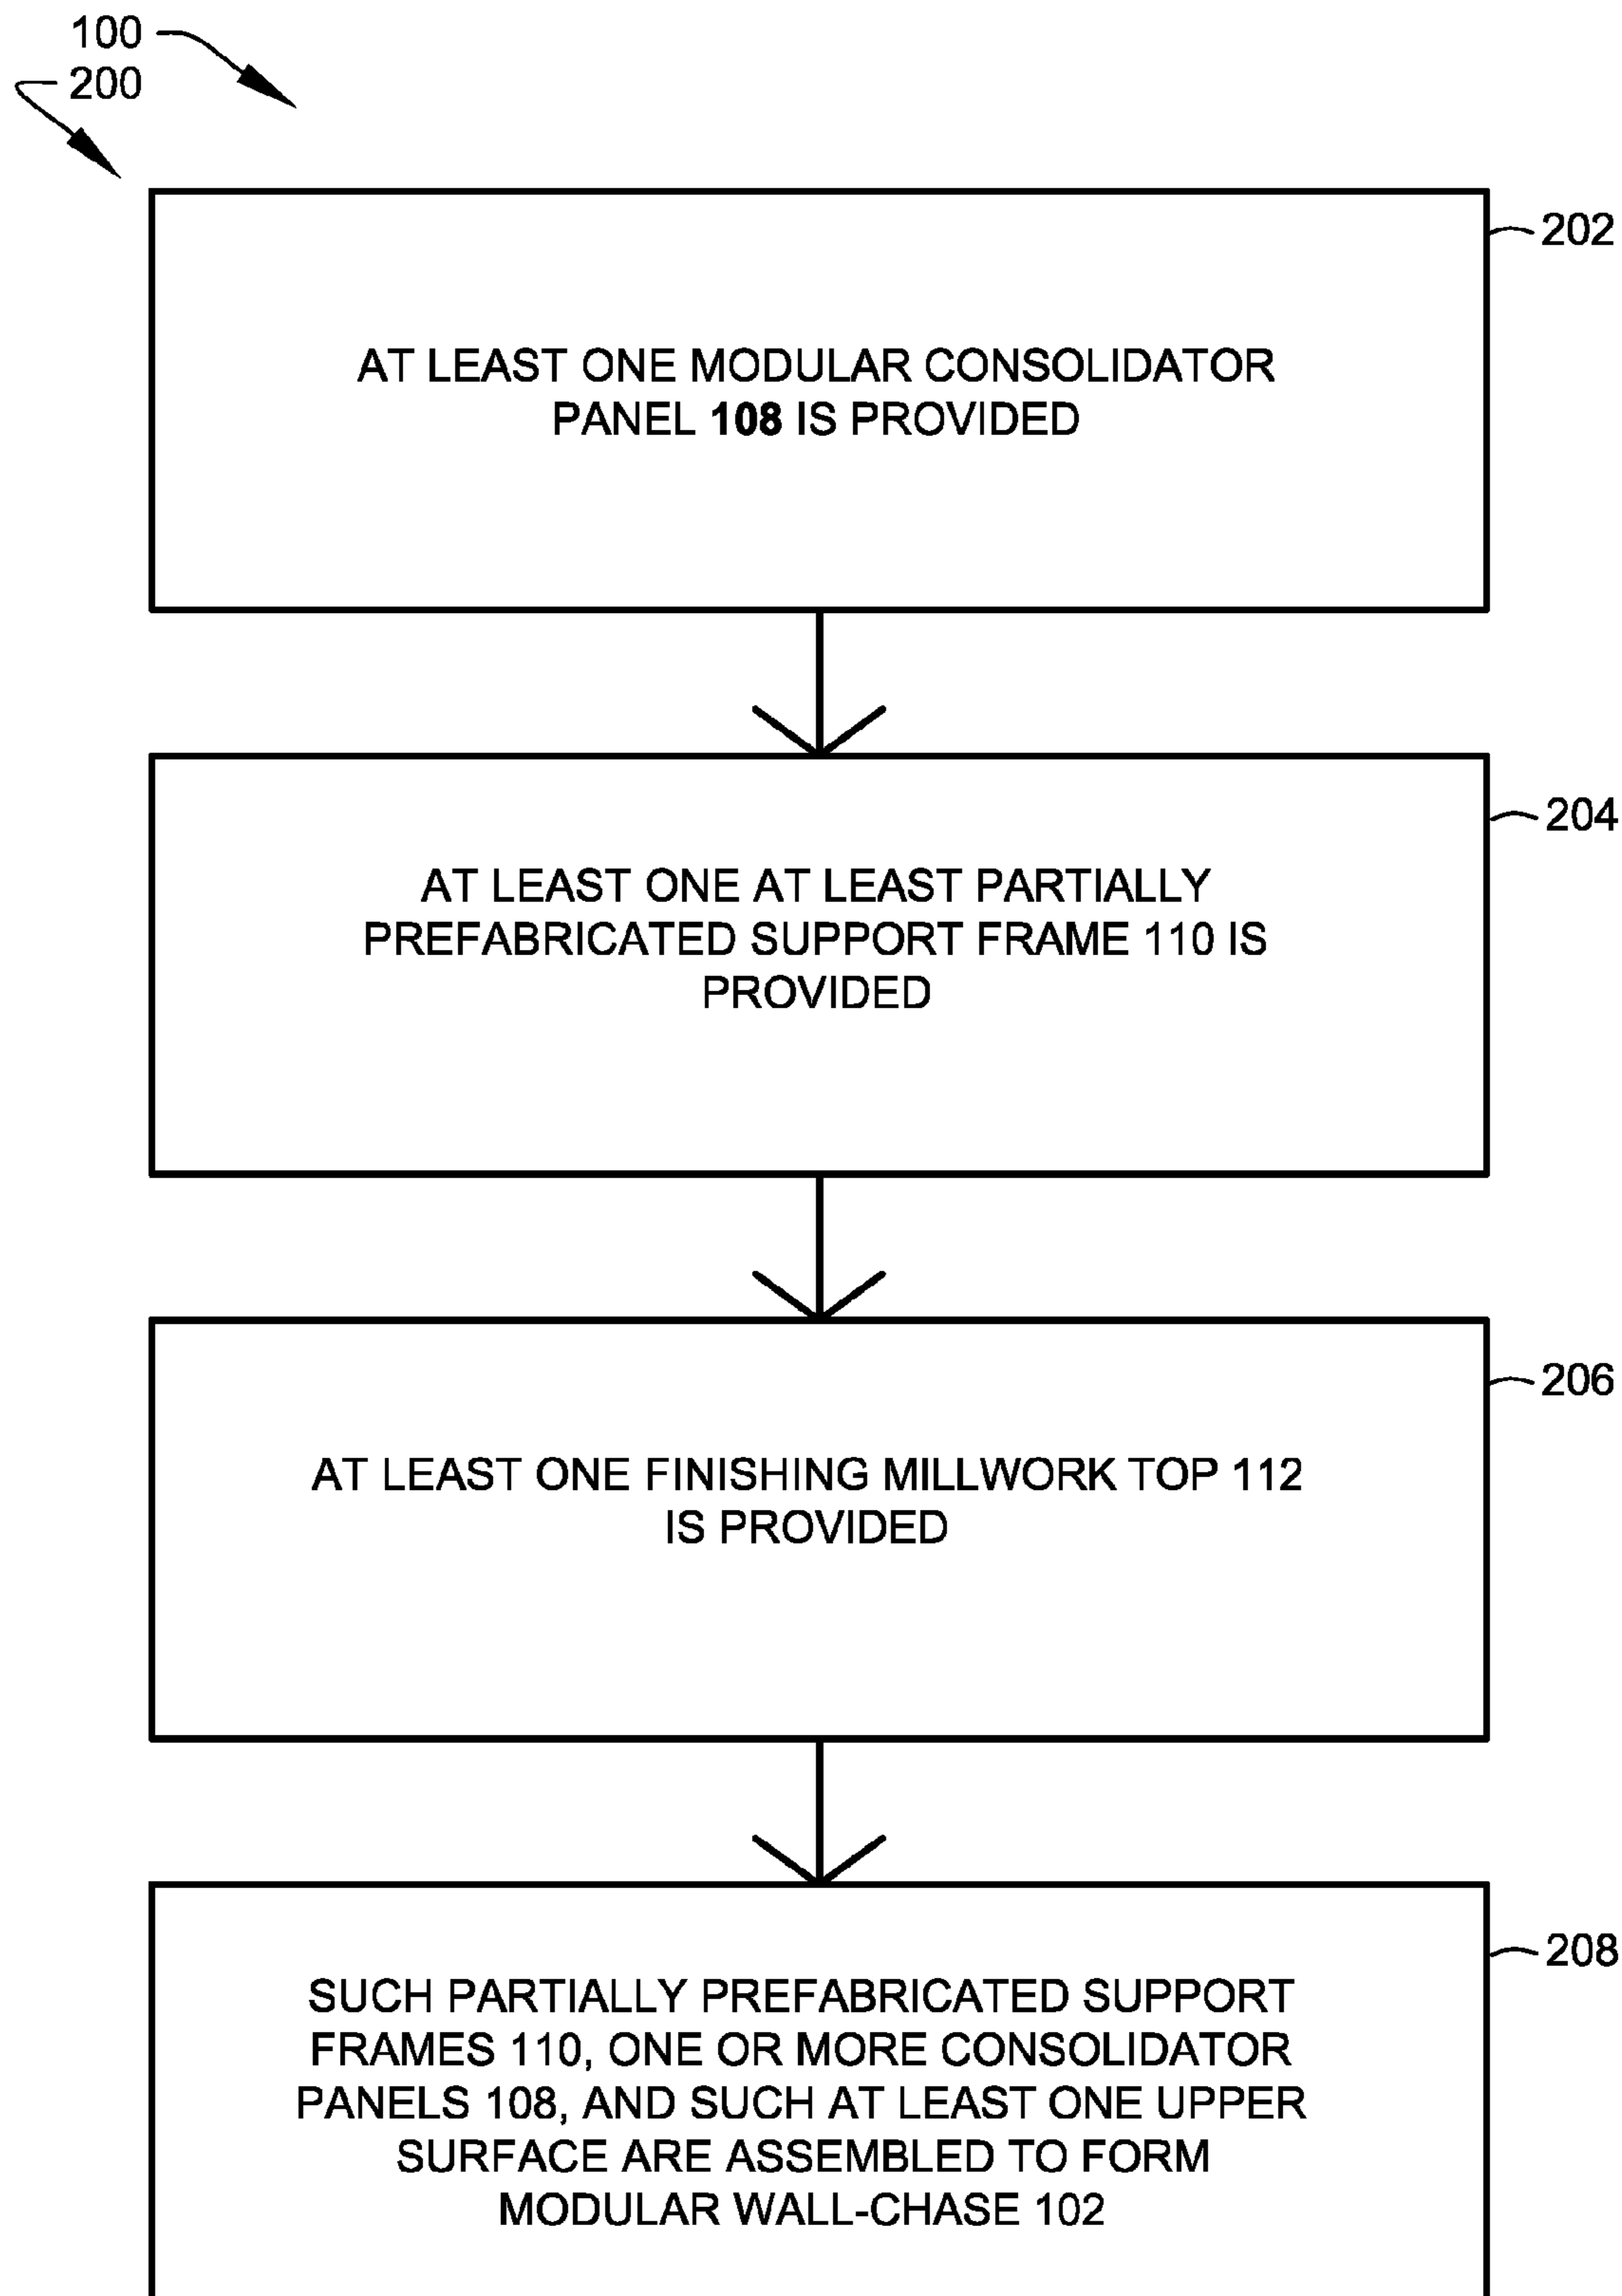 100
200
202
AT LEAST ONE MODULAR CONSOLIDATOR
PANEL 108 IS PROVIDED
204
AT LEAST ONE AT LEAST PARTIALLY
PREFABRICATED SUPPORT FRAME 110 IS
PROVIDED
206
AT LEAST ONE FINISHING MILLWORK TOP 112
IS PROVIDED
208
SUCH PARTIALLY PREFABRICATED SUPPORT
FRAMES 110, ONE OR MORE CONSOLIDATOR
PANELS 108, AND SUCH AT LEAST ONE UPPER
SURFACE ARE ASSEMBLED TO FORM
MODULAR WALL-CHASE 102